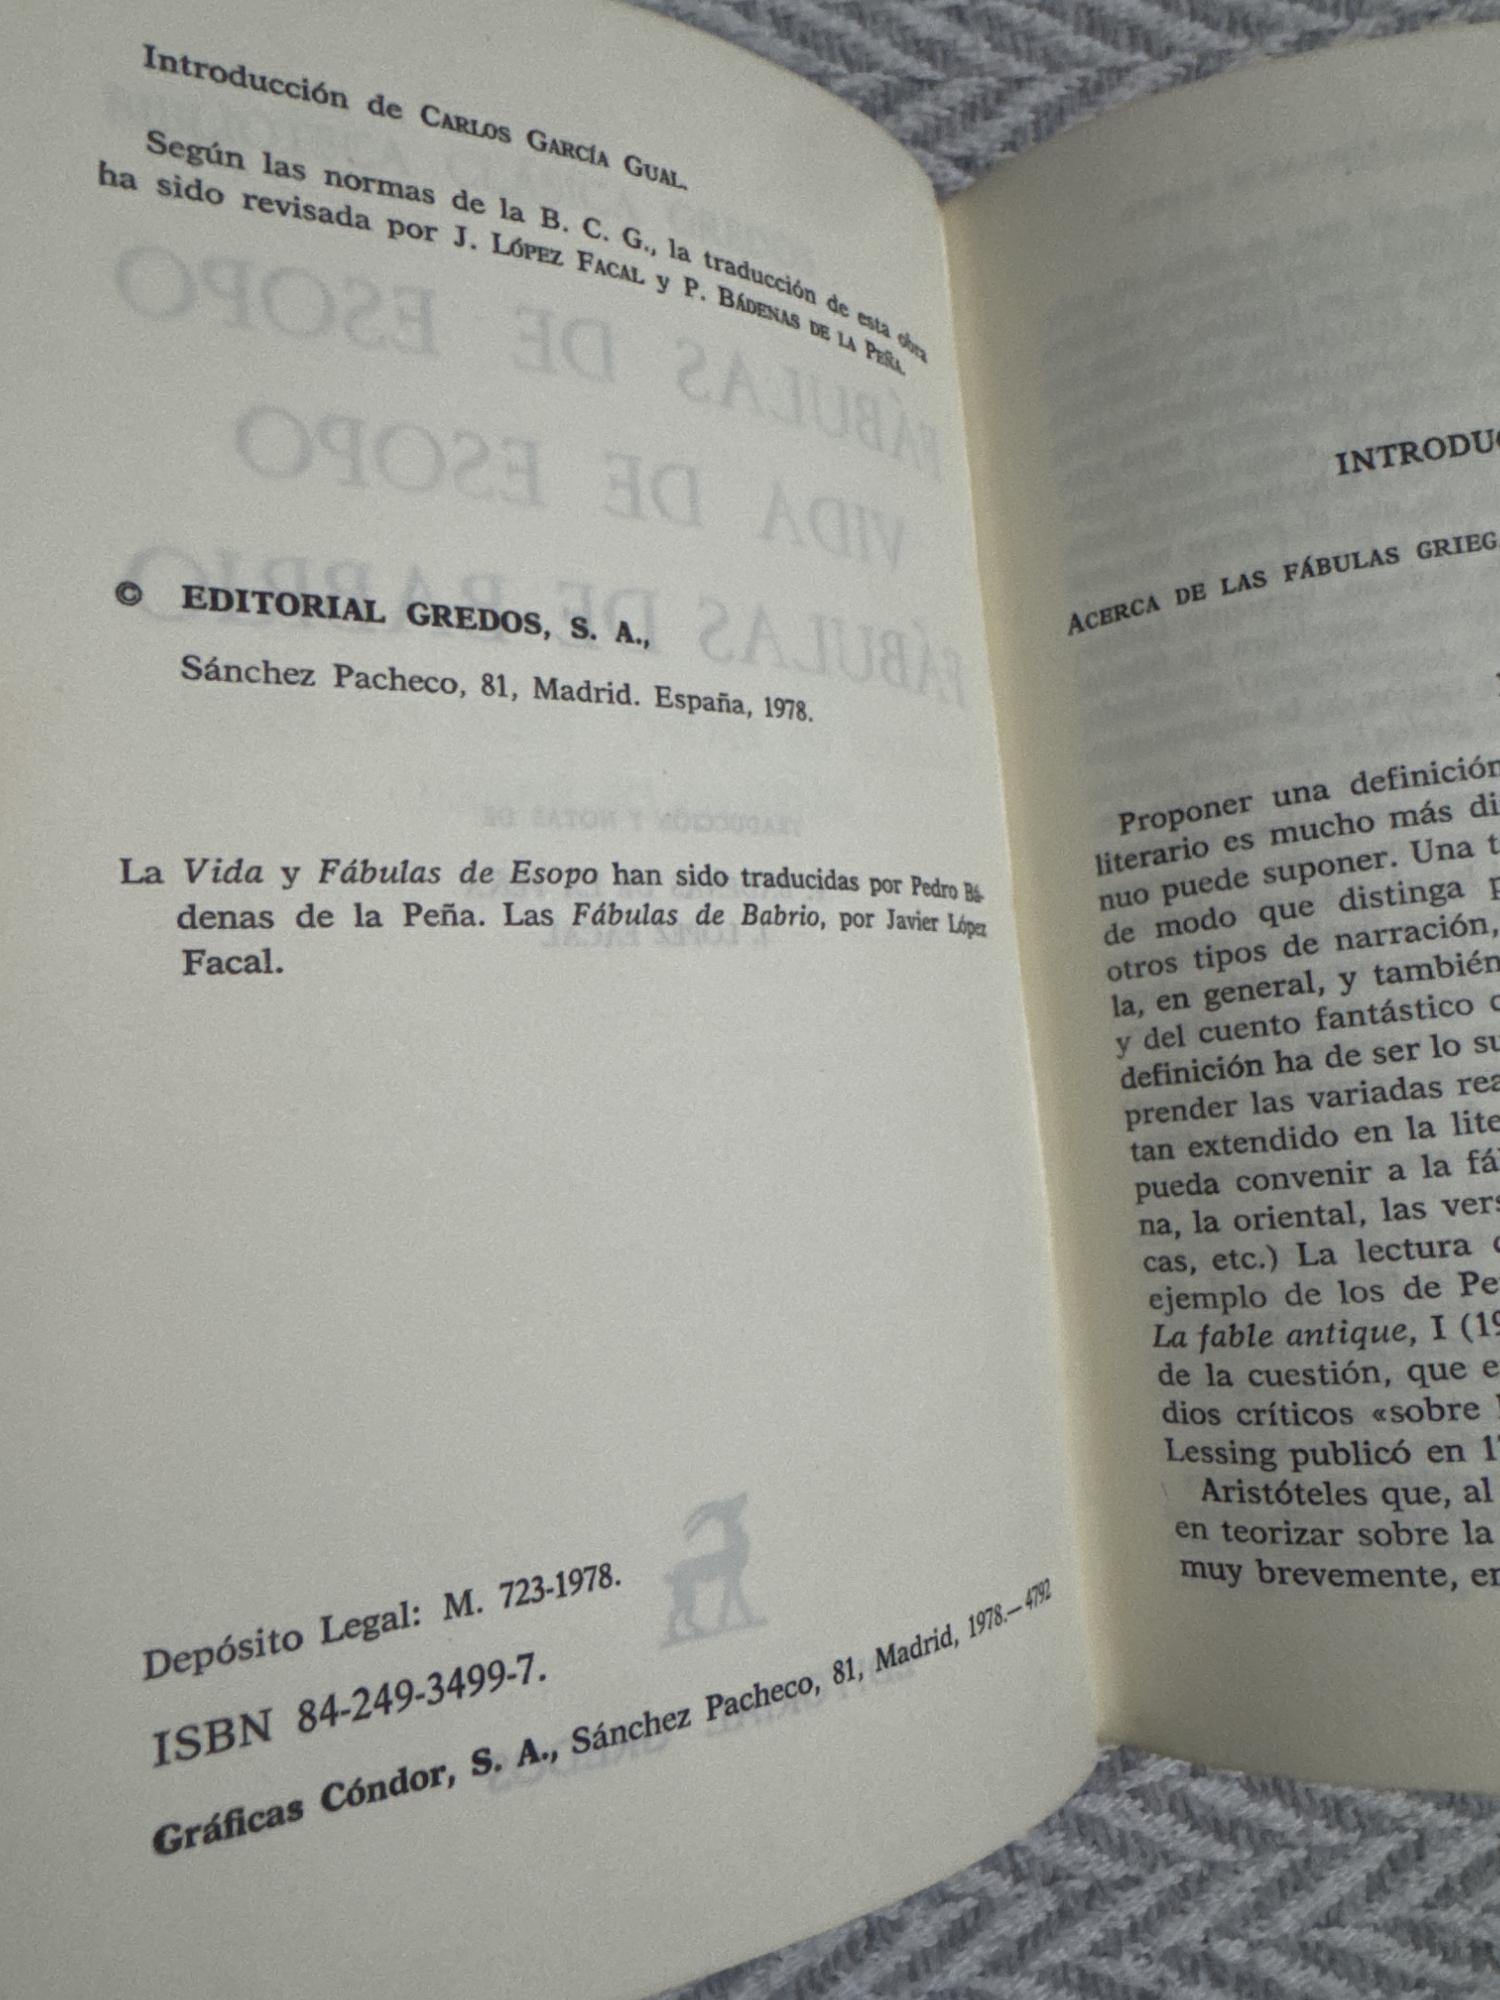 Introducción de CARLOS GARCÍA GUAL.
Según las normas de la B. C. G., la traducción de esta obra
ha sido revisada por J. LÓPEZ FACAL y P. BÁDENAS DE LA PEÑA.
© EDITORIAL GREDOS, S. A.,
Sánchez Pacheco, 81, Madrid. España, 1978.
La Vida y Fábulas de Esopo han sido traducidas por Pedro Bá-
denas de la Peña. Las Fábulas de Babrio, por Javier López
Facal.
Depósito Legal: M. 723-1978.
ISBN 84-249-3499-7.
Gráficas Cóndor, S. A., Sánchez Pacheco, 81, Madrid, 1978.—4792
INTRODUC
ACERCA DE LAS FÁBULAS GRIEG
Proponer una definición
literario es mucho más di
nuo puede suponer. Una t
de modo que distinga p
otros tipos de narración,
la, en general, y también
y del cuento fantástico
definición ha de ser lo su
prender las variadas rea
tan extendido en la lite
pueda convenir a la fá
na, la oriental, las vers
cas, etc.) La lectura
ejemplo de los de Pe
La fable antique, I (19
de la cuestión, que e
dios críticos «sobre l
Lessing publicó en 17
Aristóteles que, al
en teorizar sobre la
muy brevemente, en